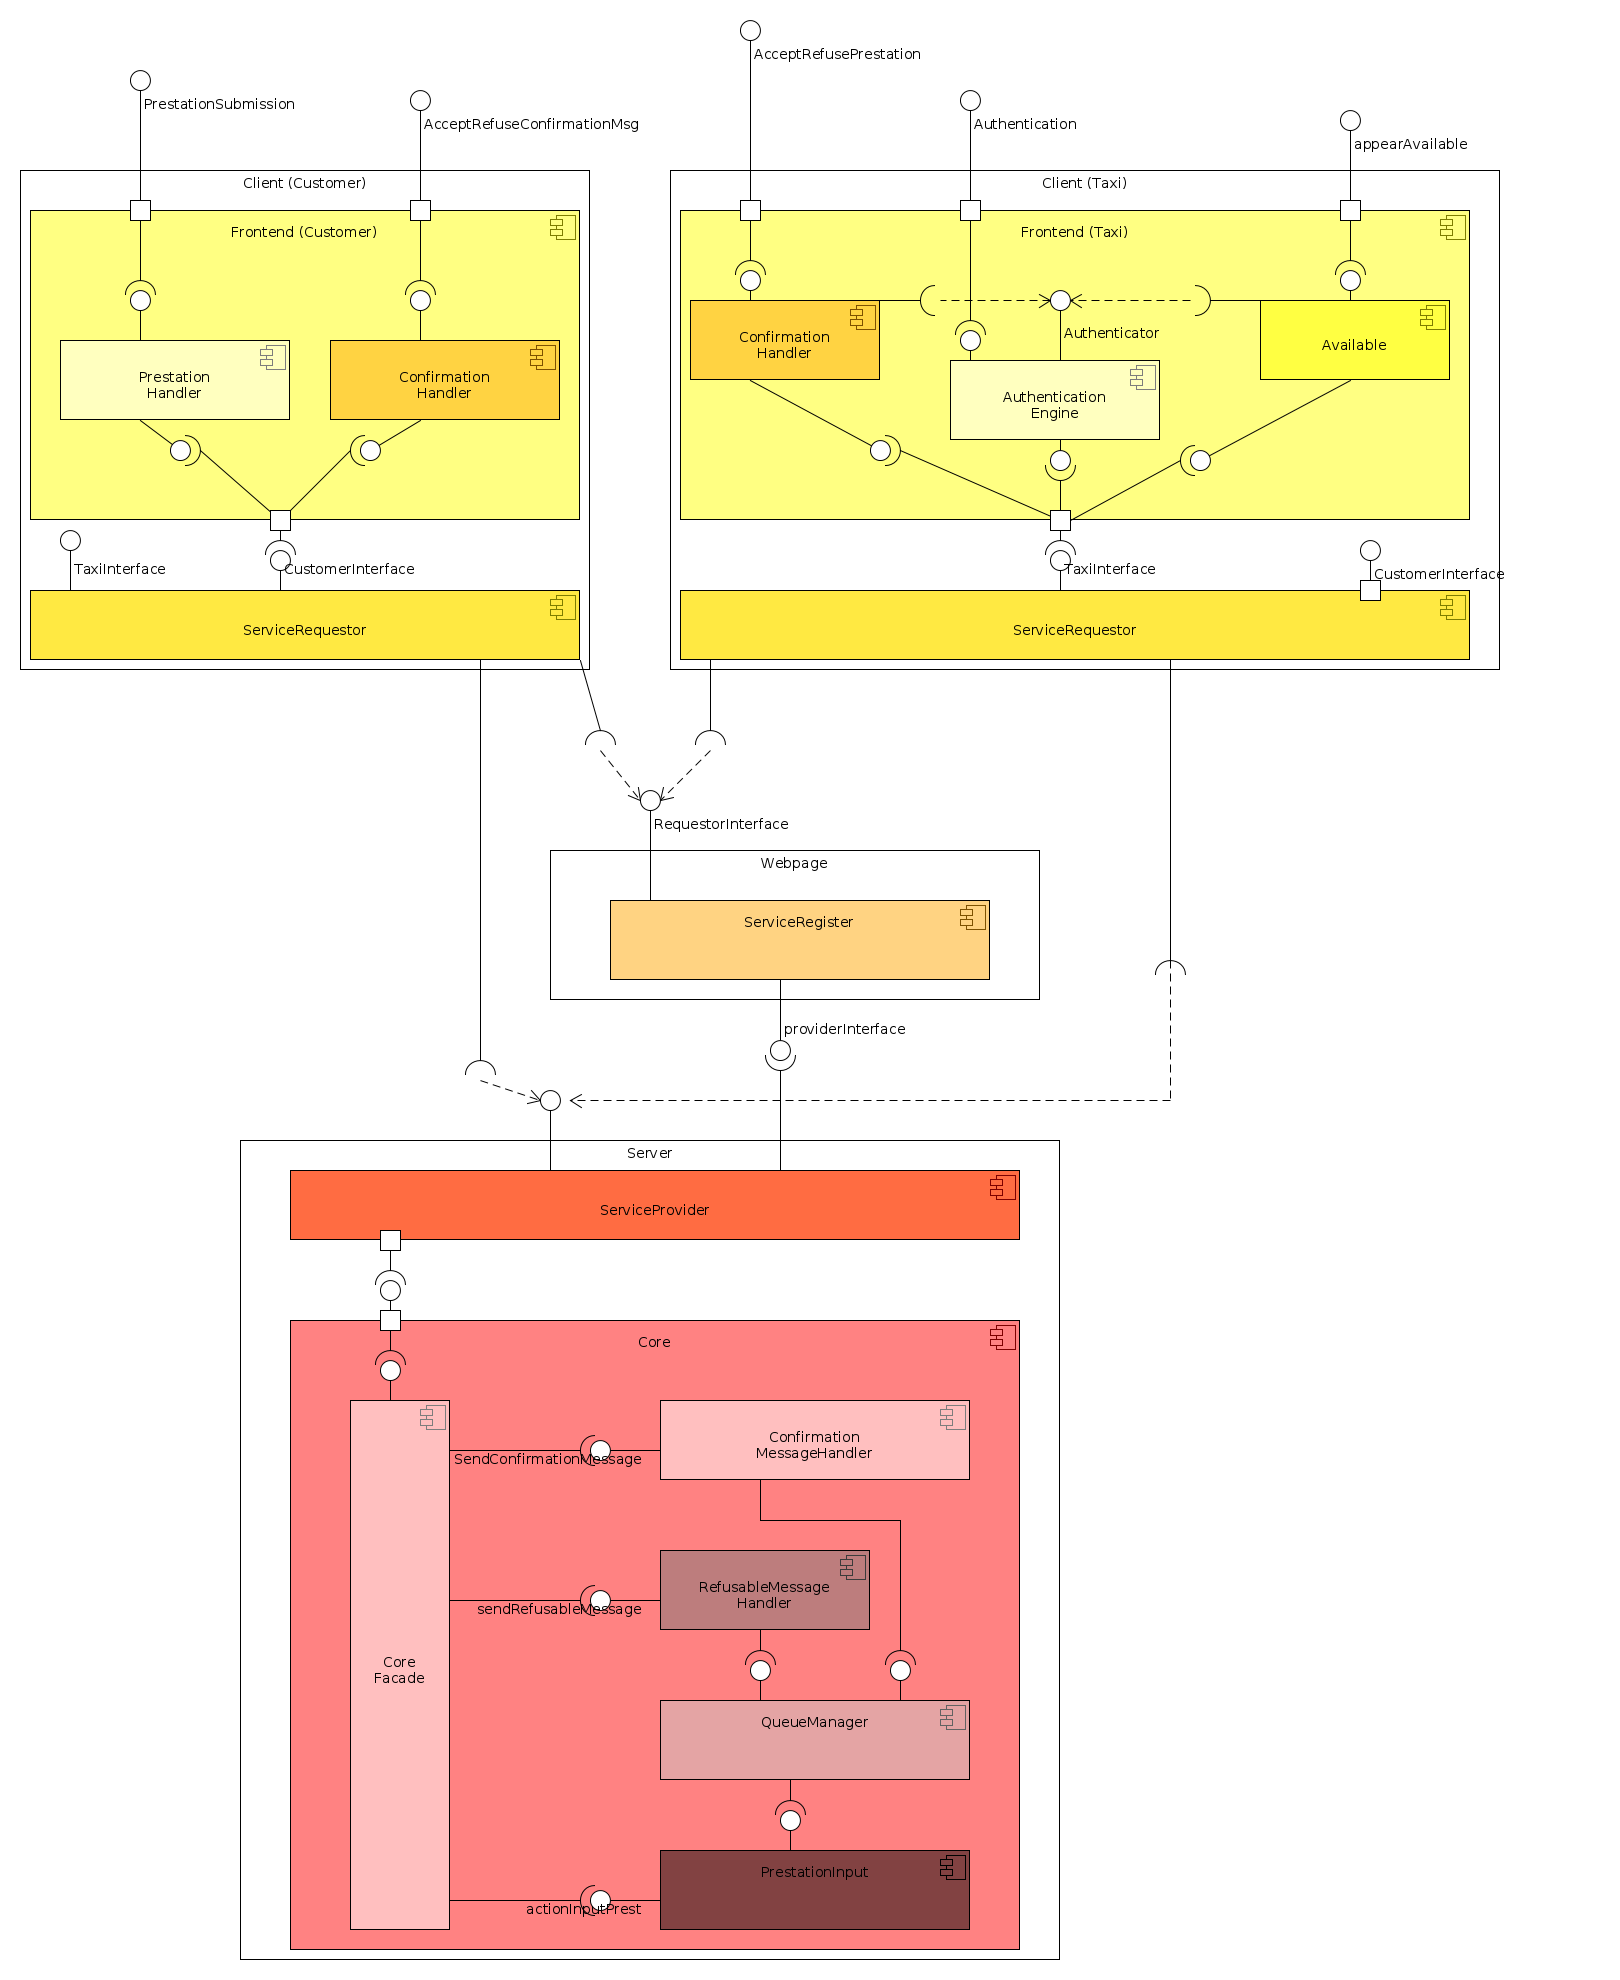 AcceptRefusePrestation
PrestationSubmission
AcceptRefuseConfirmationMsg
Authentication
appearAvailable
Client (Customer)
Client (Taxi)
Frontend (Customer)
Frontend (Taxi)
Prestation
Handler
Confirmation
Handler
Confirmation
Handler
Authenticator
Available
Authentication
Engine
TaxiInterface
CustomerInterface
TaxiInterface
CustomerInterface
ServiceRequestor
ServiceRequestor
RequestorInterface
Webpage
ServiceRegister
providerInterface
Server
ServiceProvider
Core
Confirmation
MessageHandler
SendConfirmationMessage
RefusableMessage
Handler
sendRefusableMessage
Core
Facade
QueueManager
PrestationInput
actionInputPrest